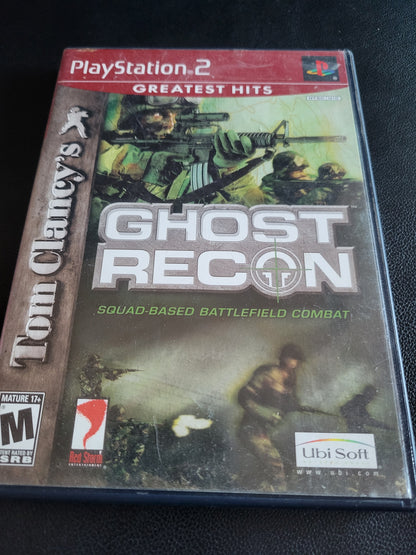 PlayStation 2
GREATEST HITS
Tom Clancy's
GHOST
RECON
SQUAD-BASED BATTLEFIELD COMBAT
MATURE 17+
M
CONTENT RATED BY
ESRB
Red Storm
ENTERTAINMENT
Ubi Soft
www.ubi.com